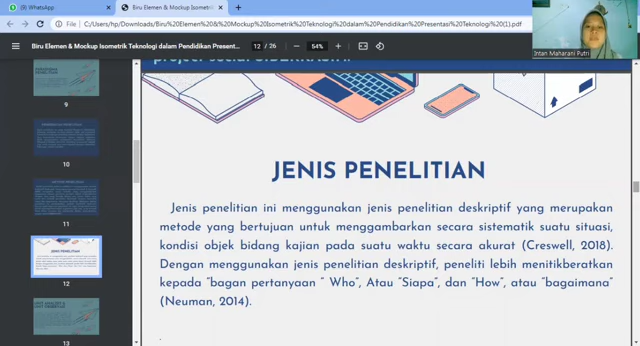 WhatsApp
Biru Elemen & Mockup Isometrik
File
C:/Users/hp/Downloads/Biru%20Elemen%20&%20Mockup%20Isometrik%20Teknologi%20dalam%20Pendidikan%20Presentasi%20Teknologi%20(1).pdf
Biru Elemen & Mockup Isometrik Teknologi dalam Pendidikan Present...
12 / 26
54%
Intan Maharani Putri
9
10
11
JENIS PENELITIAN
12
13
JENIS PENELITIAN
Jenis penelitian ini menggunakan jenis penelitian deskriptif yang merupakan
metode yang bertujuan untuk menggambarkan secara sistematik suatu situasi,
kondisi objek bidang kajian pada suatu waktu secara akurat (Creswell, 2018).
Dengan menggunakan jenis penelitian deskriptif, peneliti lebih menitikberatkan
kepada "bagan pertanyaan " Who", Atau "Siapa", dan "How", atau "bagaimana"
(Neuman, 2014).